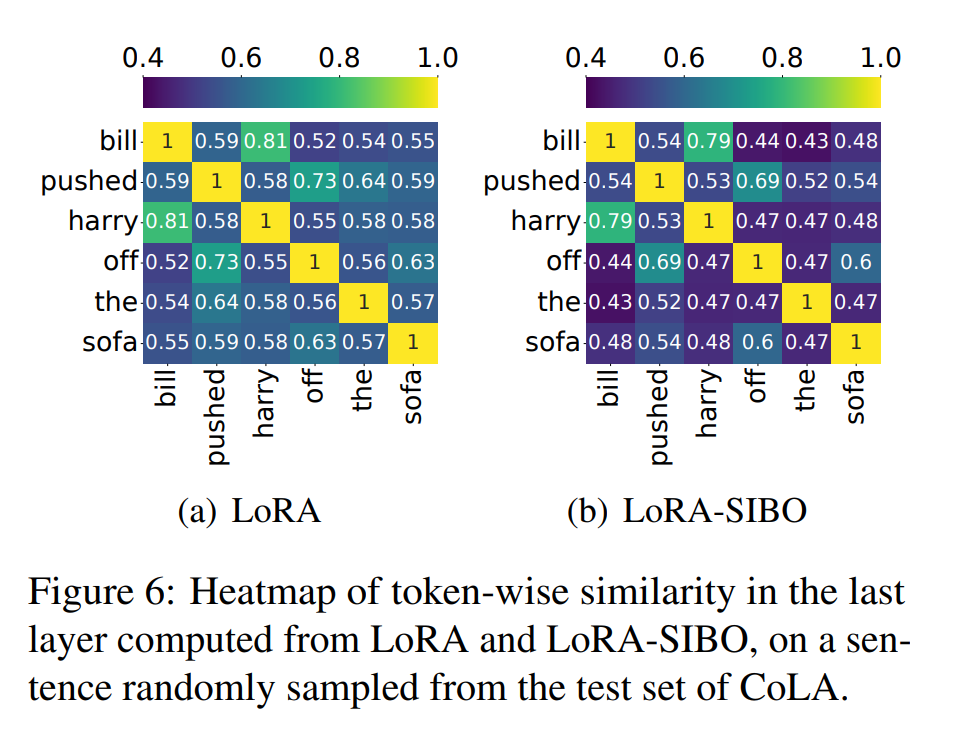 0.4 0.6 0.8 1.0
bill 1 0.59 0.81 0.52 0.54 0.55
pushed 0.59 1 0.58 0.73 0.64 0.59
harry 0.81 0.58 1 0.55 0.58 0.58
off 0.52 0.73 0.55 1 0.56 0.63
the 0.54 0.64 0.58 0.56 1 0.57
sofa 0.55 0.59 0.58 0.63 0.57 1
bill pushed harry off the sofa
(a) LoRA
0.4 0.6 0.8 1.0
bill 1 0.54 0.79 0.44 0.43 0.48
pushed 0.54 1 0.53 0.69 0.52 0.54
harry 0.79 0.53 1 0.47 0.47 0.48
off 0.44 0.69 0.47 1 0.47 0.6
the 0.43 0.52 0.47 0.47 1 0.47
sofa 0.48 0.54 0.48 0.6 0.47 1
bill pushed harry off the sofa
(b) LoRA-SIBO
Figure 6: Heatmap of token-wise similarity in the last
layer computed from LoRA and LoRA-SIBO, on a sen-
tence randomly sampled from the test set of CoLA.